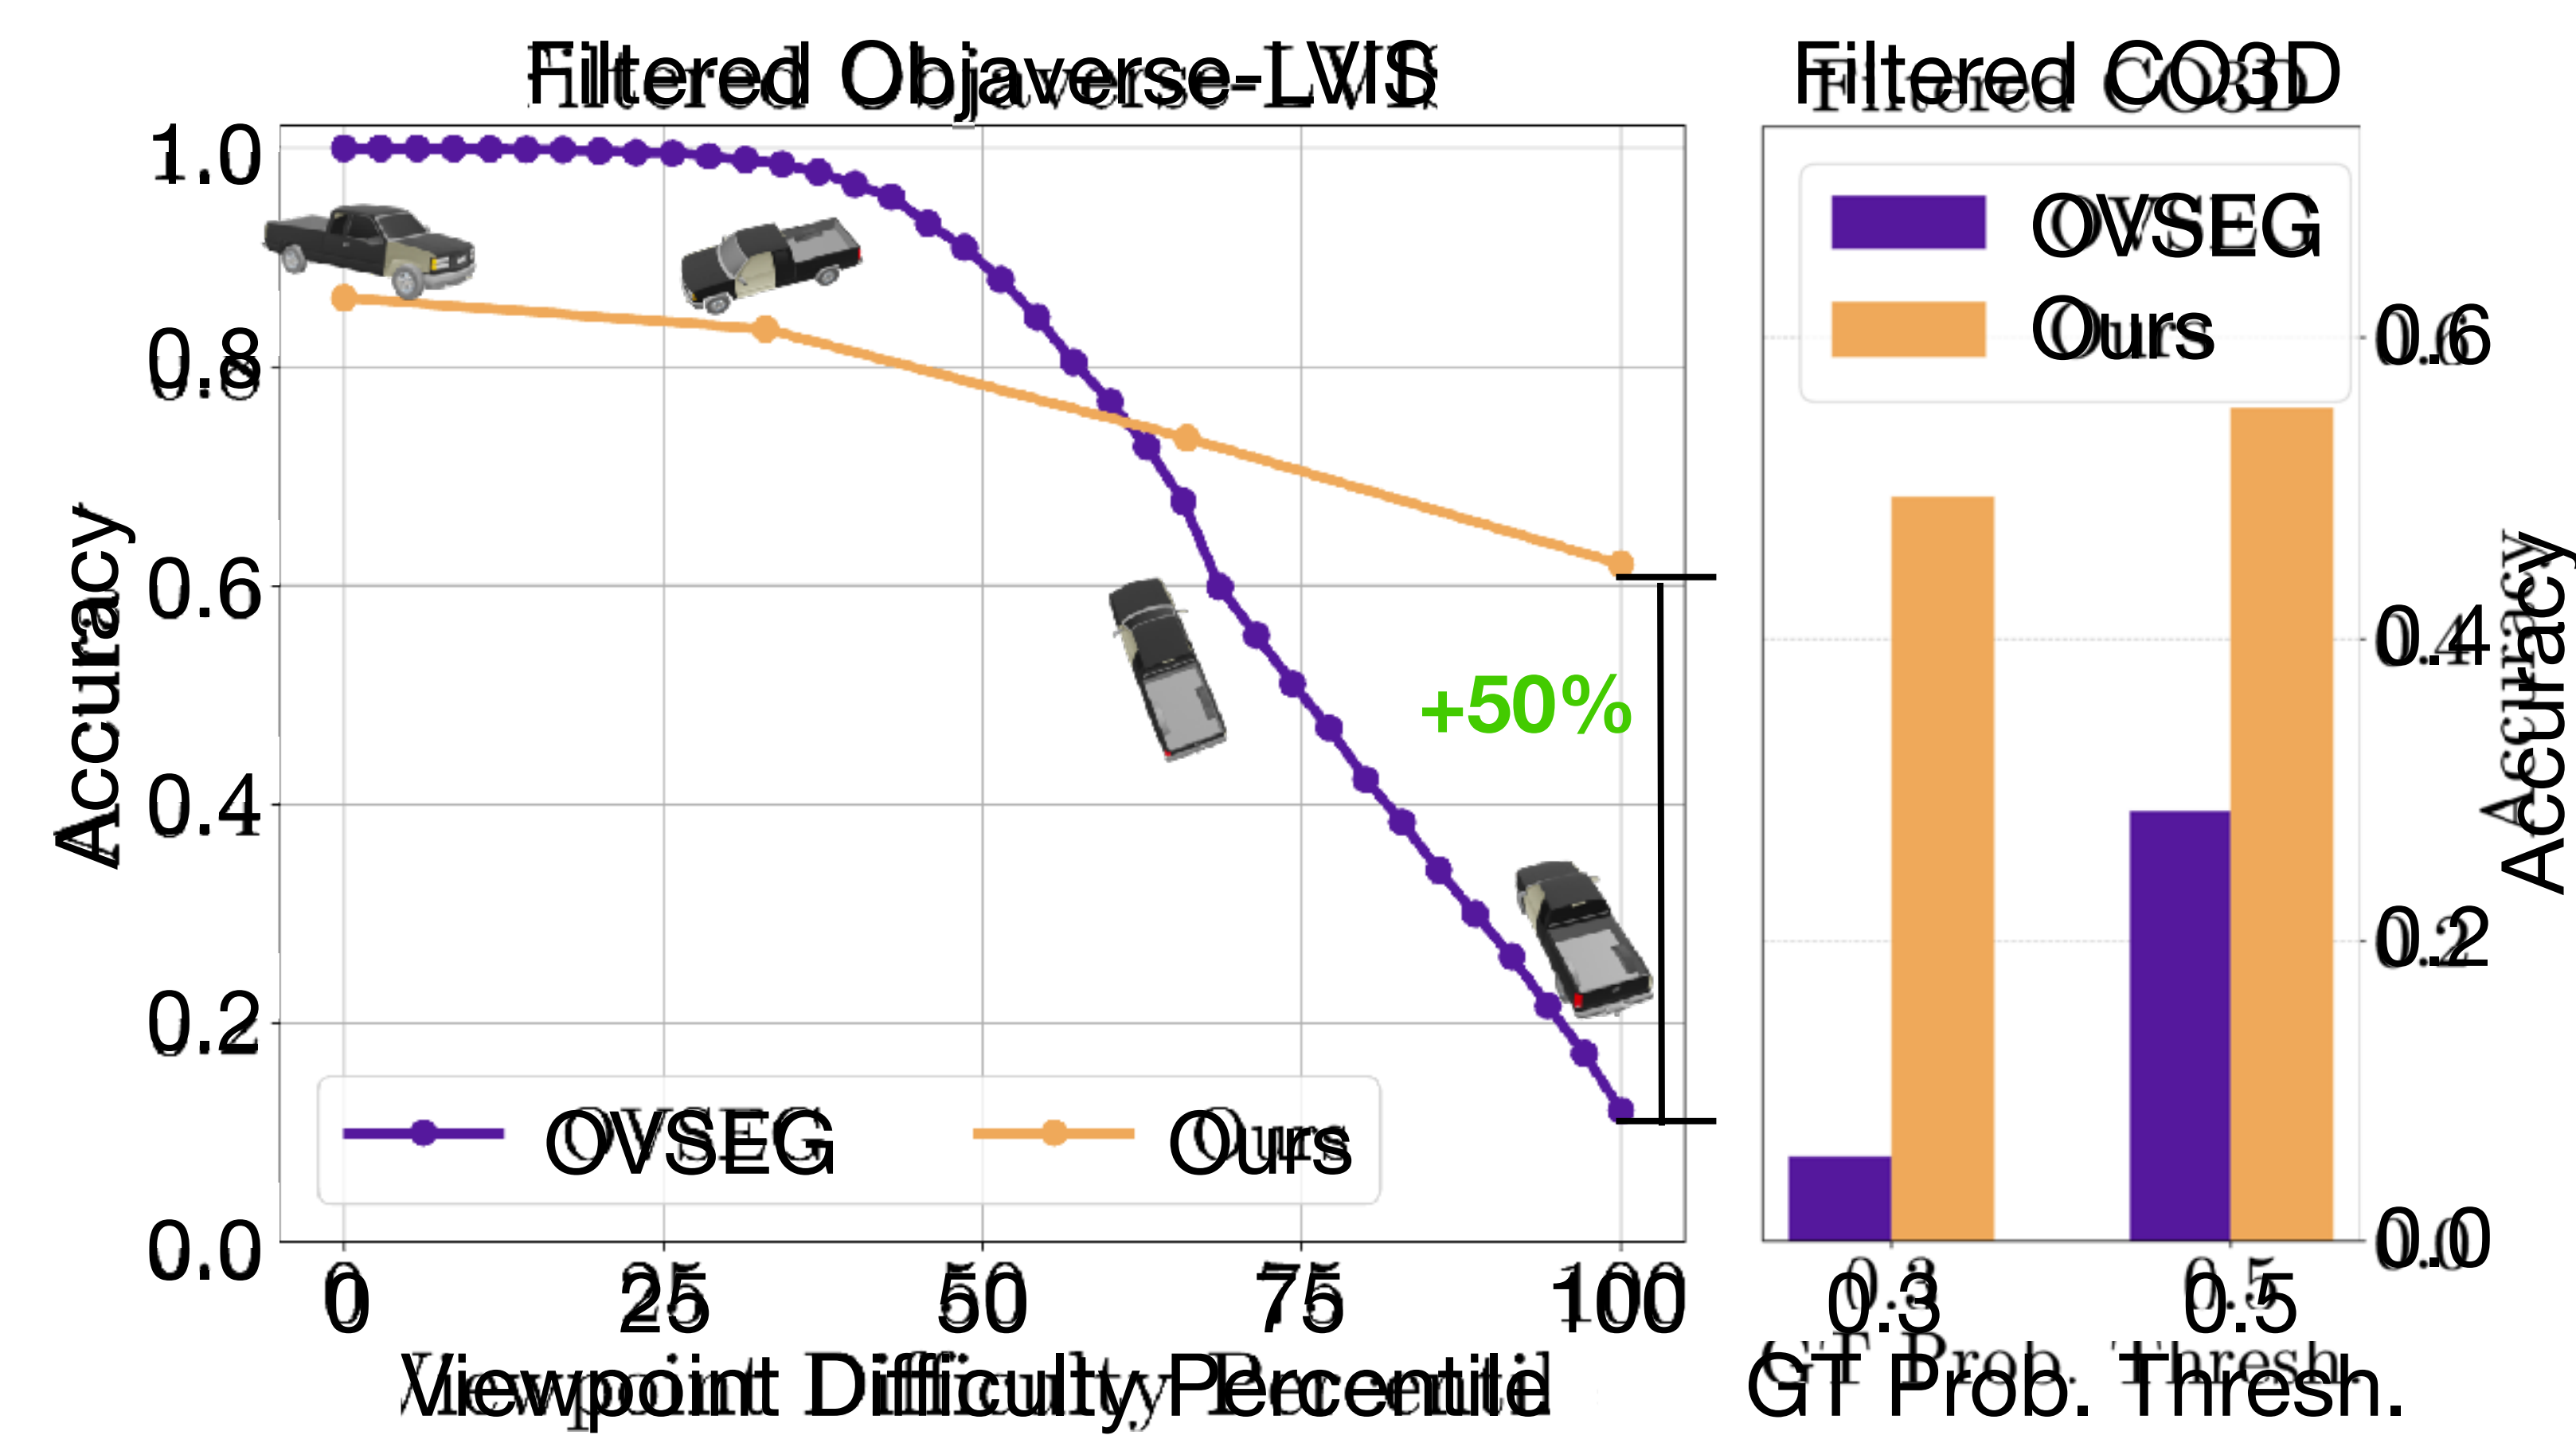 Filtered Objaverse-LVIS
1.0
0.8
0.6
0.4
0.2
0.0
Accuracy
+50%
OVSEG Ours
0 25 50 75 100
Viewpoint Difficulty Percentile
Filtered CO3D
OVSEG
Ours
0.6
0.4
0.2
0.0
Accuracy
0.3 0.5
GT Prob. Thresh.